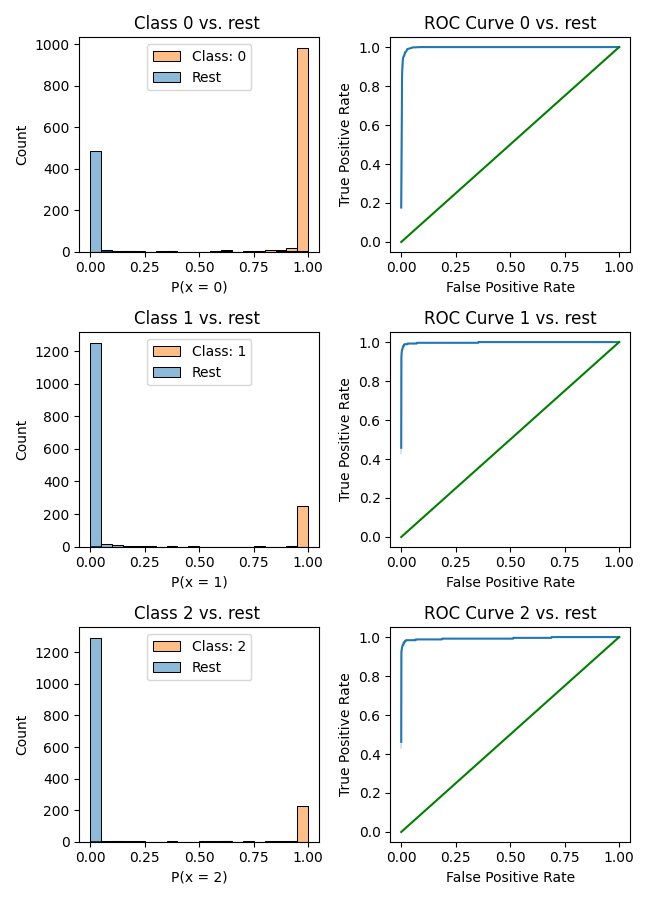 Class 0 vs. rest
Count
1000
800
600
400
200
0
Class: 0
Rest
0.00 0.25 0.50 0.75 1.00
P(x = 0)
ROC Curve 0 vs. rest
True Positive Rate
1.0
0.8
0.6
0.4
0.2
0.0
0.00 0.25 0.50 0.75 1.00
False Positive Rate
Class 1 vs. rest
Count
1200
1000
800
600
400
200
0
Class: 1
Rest
0.00 0.25 0.50 0.75 1.00
P(x = 1)
ROC Curve 1 vs. rest
True Positive Rate
1.0
0.8
0.6
0.4
0.2
0.0
0.00 0.25 0.50 0.75 1.00
False Positive Rate
Class 2 vs. rest
Count
1200
1000
800
600
400
200
0
Class: 2
Rest
0.00 0.25 0.50 0.75 1.00
P(x = 2)
ROC Curve 2 vs. rest
True Positive Rate
1.0
0.8
0.6
0.4
0.2
0.0
0.00 0.25 0.50 0.75 1.00
False Positive Rate